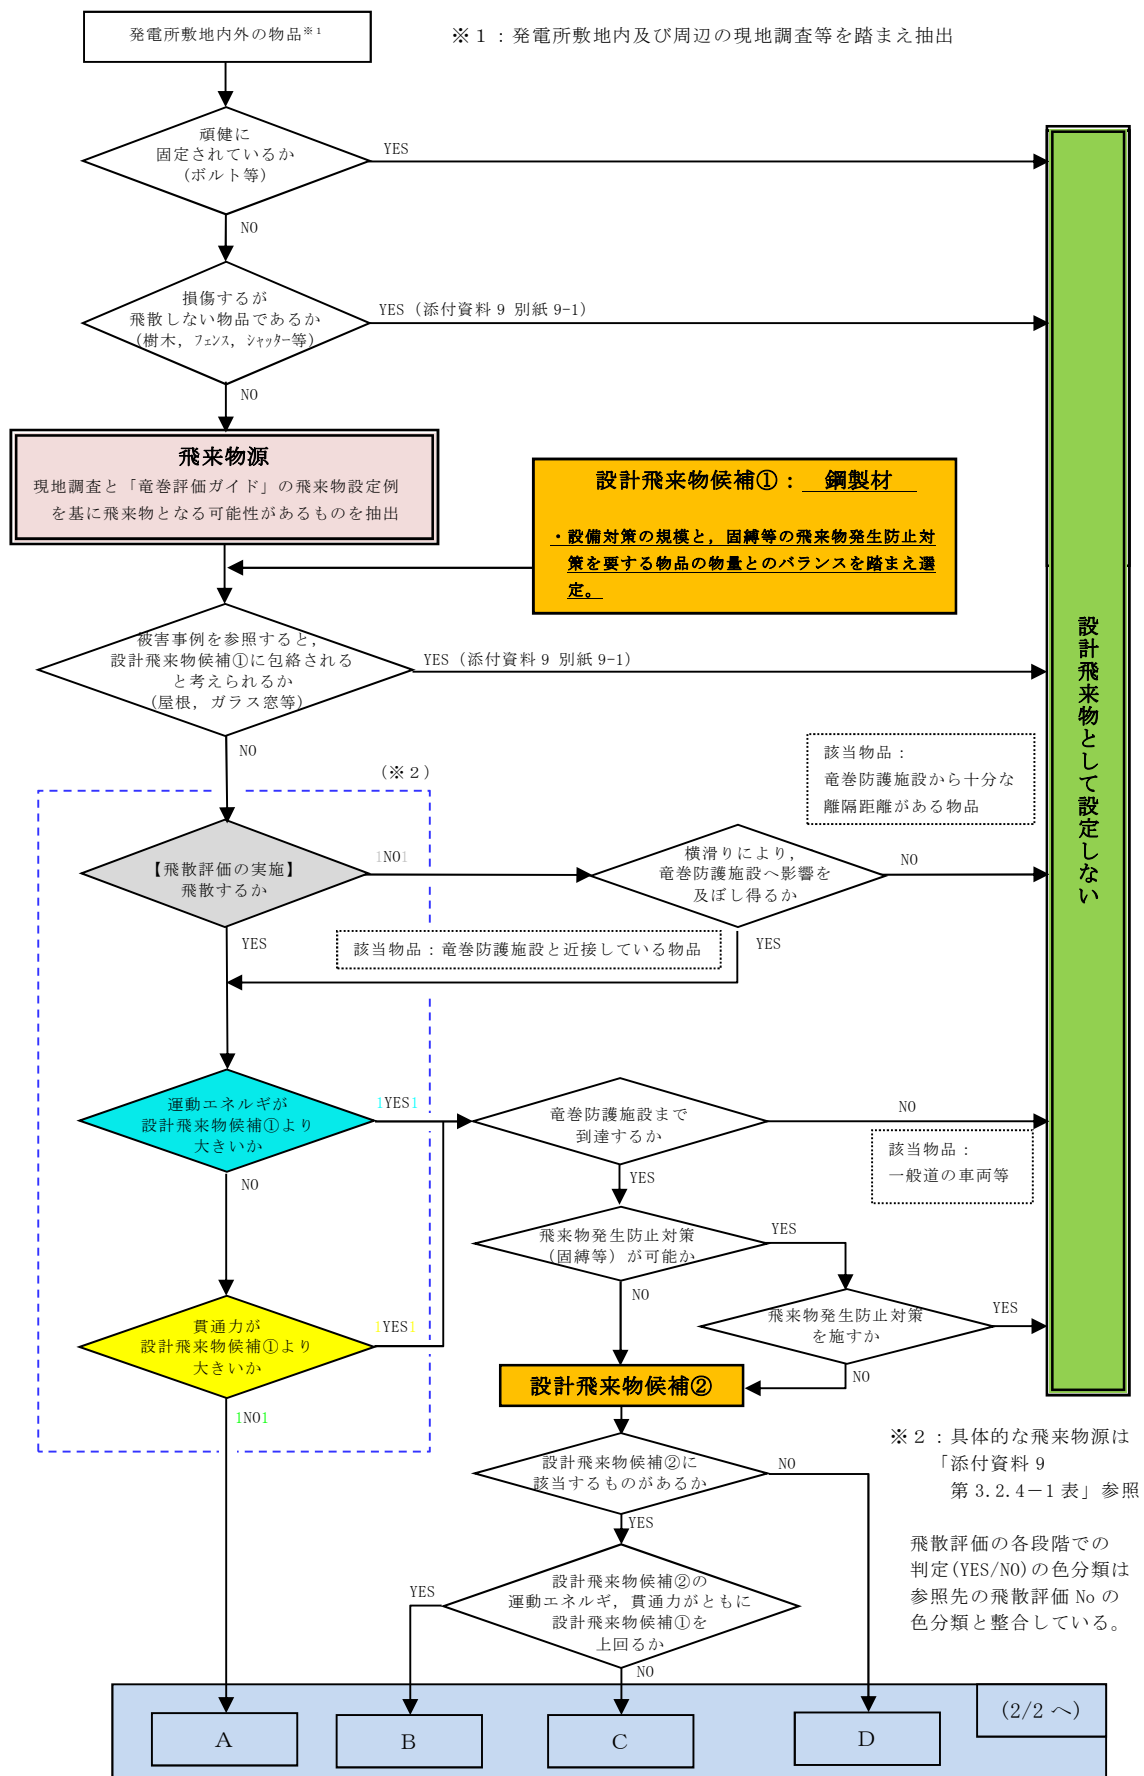 発電所敷地内外の物品※1
※1：発電所敷地内及び周辺の現地調査等を踏まえ抽出
頑健に
固定されているか
(ボルト等)
YES
NO
損傷するが
飛散しない物品であるか
(樹木，フェンス，シャッター等)
YES（添付資料9 別紙9-1）
NO
飛来物源
現地調査と「竜巻評価ガイド」の飛来物設定例
を基に飛来物となる可能性があるものを抽出
設計飛来物候補①：　鋼製材
・設備対策の規模と，固縛等の飛来物発生防止対
策を要する物品の物量とのバランスを踏まえ選
定。
被害事例を参照すると，
設計飛来物候補①に包絡される
と考えられるか
(屋根，ガラス窓等)
YES（添付資料9 別紙9-1）
NO
設計飛来物として設定しない
該当物品：
竜巻防護施設から十分な
離隔距離がある物品
(※2)
【飛散評価の実施】
飛散するか
1NO1
横滑りにより，
竜巻防護施設へ影響を
及ぼし得るか
NO
YES
該当物品：竜巻防護施設と近接している物品
YES
運動エネルギが
設計飛来物候補①より
大きいか
1YES1
竜巻防護施設まで
到達するか
NO
該当物品：
一般道の車両等
NO
YES
飛来物発生防止対策
（固縛等）が可能か
YES
NO
飛来物発生防止対策
を施すか
YES
貫通力が
設計飛来物候補①より
大きいか
1YES1
NO
設計飛来物候補②
1NO1
※2：具体的な飛来物源は
「添付資料9
第3.2.4－1表」参照
設計飛来物候補②に
該当するものがあるか
NO
YES
飛散評価の各段階での
判定(YES/NO)の色分類は
参照先の飛散評価Noの
色分類と整合している。
設計飛来物候補②の
運動エネルギ，貫通力がともに
設計飛来物候補①を
上回るか
YES
NO
(2/2へ)
A
B
C
D